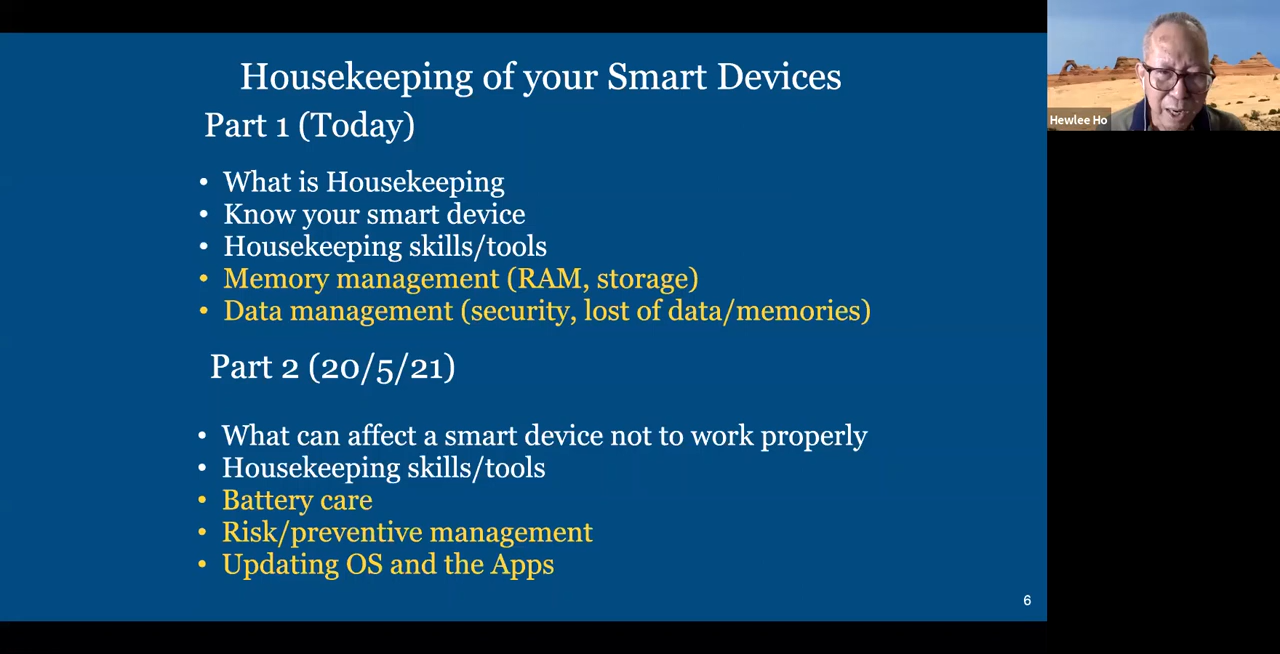 Housekeeping of your Smart Devices
Part 1 (Today)
• What is Housekeeping
• Know your smart device
• Housekeeping skills/tools
• Memory management (RAM, storage)
• Data management (security, lost of data/memories)
Part 2 (20/5/21)
• What can affect a smart device not to work properly
• Housekeeping skills/tools
• Battery care
• Risk/preventive management
• Updating OS and the Apps
6
Hewlee Ho